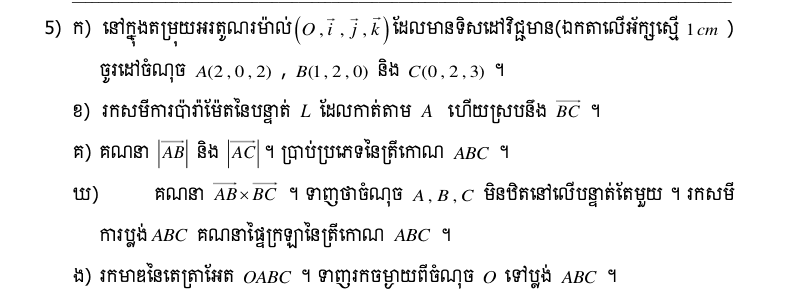 5) ក) នៅក្នុងតម្រុយអរតូណរម៉ាល់ (O , i⃗ , j⃗ , k⃗) ដែលមានទិសដៅវិជ្ជមាន(ឯកតាលើអ័ក្សស្មើ 1cm )
ចូរដៅចំណុច A(2 , 0 , 2) , B(1 , 2 , 0) និង C(0 , 2 , 3) ។
ខ) រកសមីការប៉ារ៉ាម៉ែតនៃបន្ទាត់ L ដែលកាត់តាម A ហើយស្របនឹង \overrightarrow{BC} ។
គ) គណនា |\overrightarrow{AB}| និង |\overrightarrow{AC}| ។ ប្រាប់ប្រភេទនៃត្រីកោណ ABC ។
ឃ) គណនា \overrightarrow{AB} × \overrightarrow{BC} ។ ទាញថាចំណុច A , B , C មិនឋិតនៅលើបន្ទាត់តែមួយ ។ រកសមី
ការប្លង់ ABC គណនាផ្ទៃក្រឡានៃត្រីកោណ ABC ។
ង) រកមាឌនៃតេត្រាអែត OABC ។ ទាញរកចម្ងាយពីចំណុច O ទៅប្លង់ ABC ។